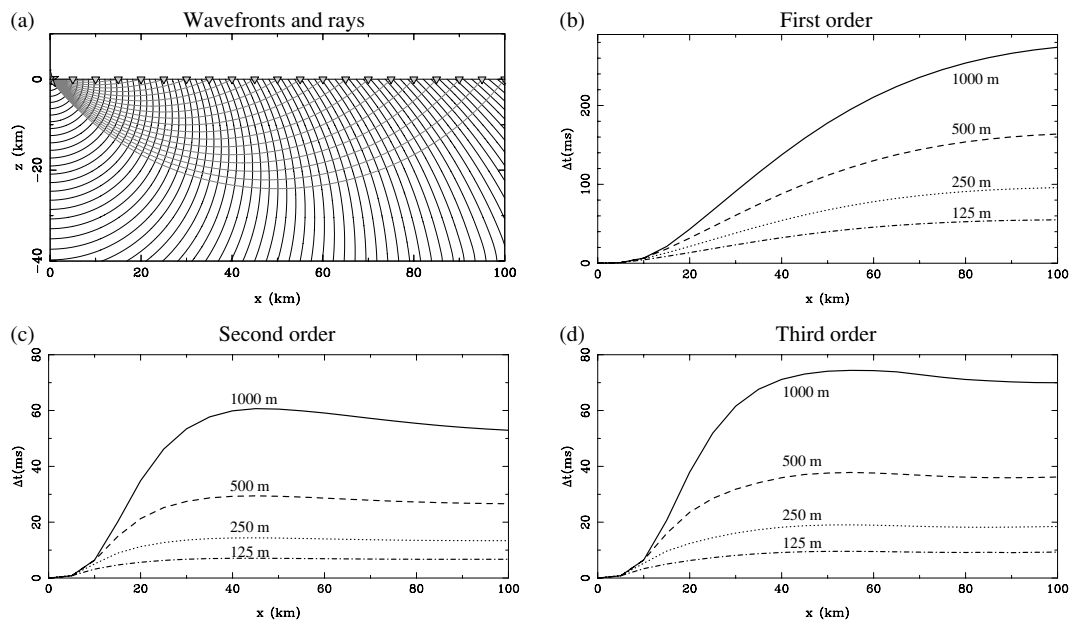 (a)
Wavefronts and rays
0
−20
−40
z (km)
0
20
40
60
80
100
x (km)
(b)
First order
200
100
0
Δt(ms)
1000 m
500 m
250 m
125 m
0
20
40
60
80
100
x (km)
(c)
Second order
80
60
40
20
0
Δt(ms)
1000 m
500 m
250 m
125 m
0
20
40
60
80
100
x (km)
(d)
Third order
80
60
40
20
0
Δt(ms)
1000 m
500 m
250 m
125 m
0
20
40
60
80
100
x (km)